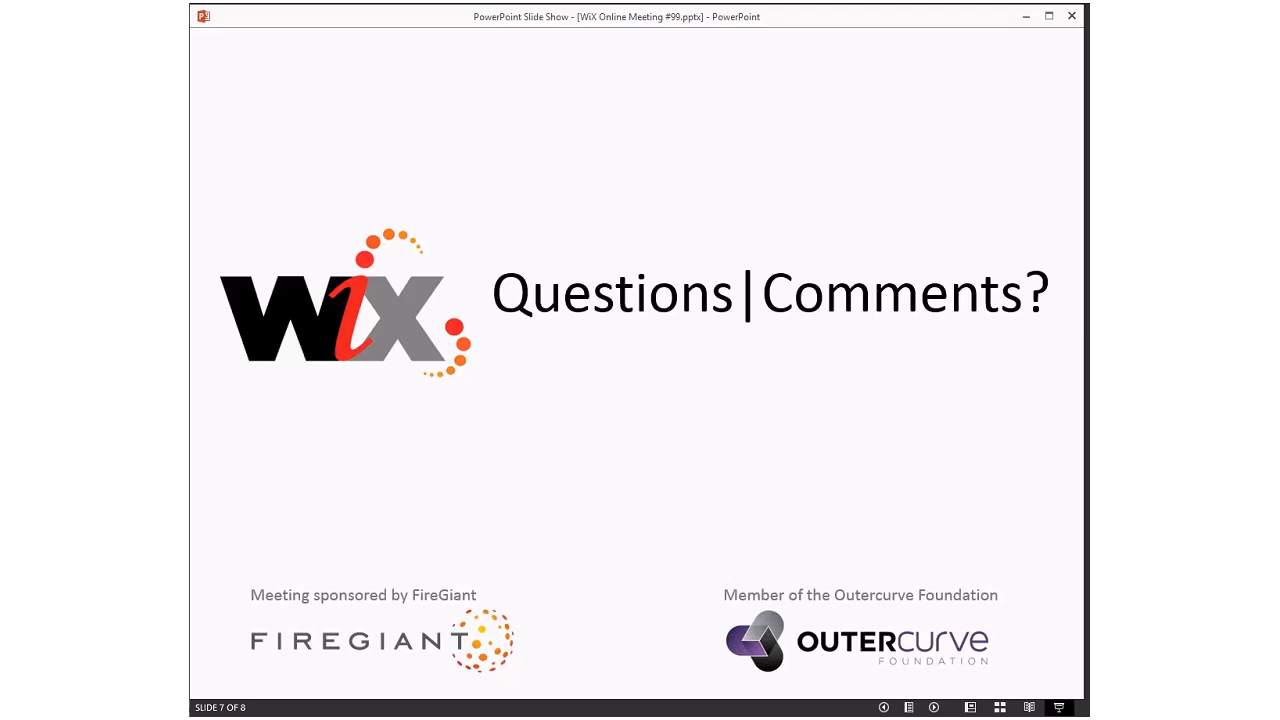 PowerPoint Slide Show - [WiX Online Meeting #99.pptx] - PowerPoint
WiX
Questions|Comments?
Meeting sponsored by FireGiant
FIREGIANT
Member of the Outercurve Foundation
OUTERCURVE
FOUNDATION
SLIDE 7 OF 8